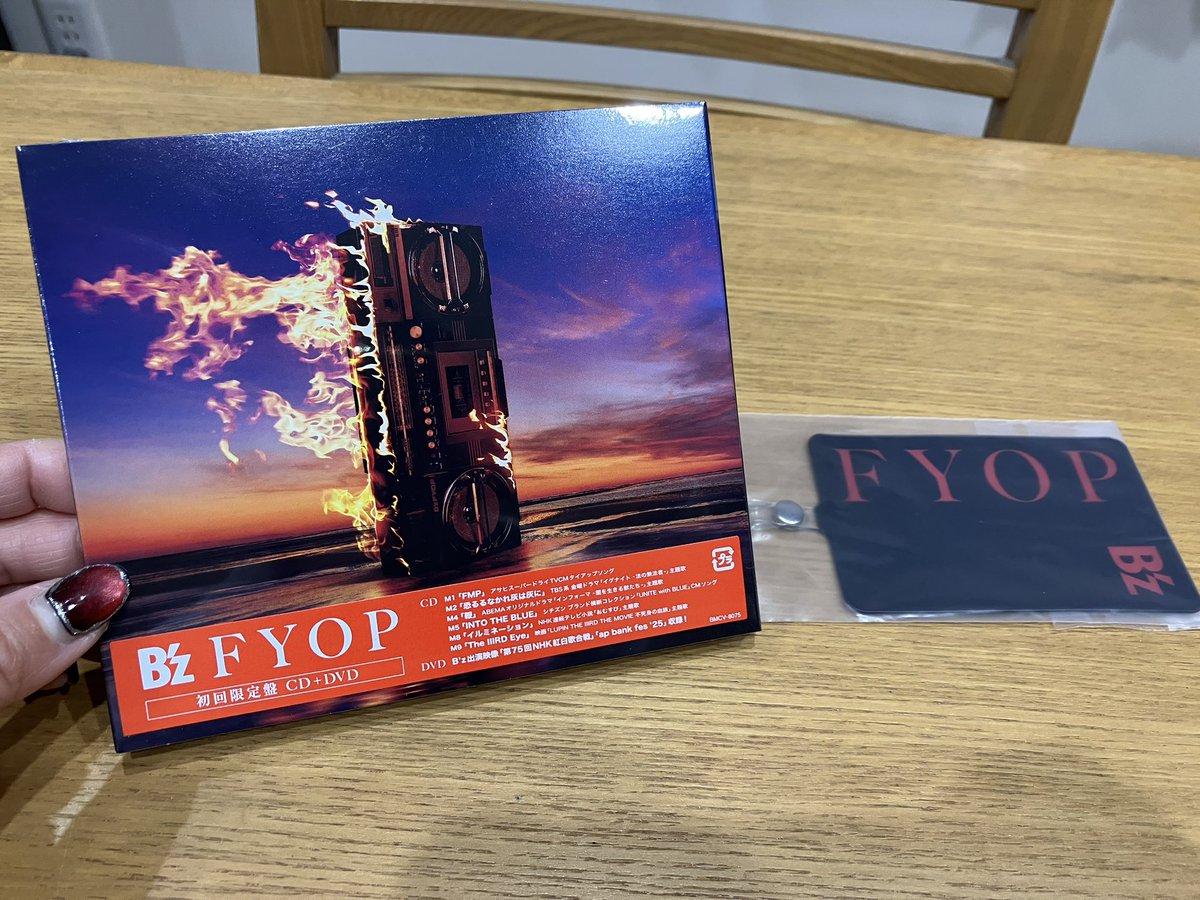 B'z FYOP
初回限定盤 CD+DVD
CD M1「FMP」 アサヒスーパードライTVCMタイアップソング
M2「恐るるなかれ灰は灰に」 TBS系 金曜ドラマ「イグナイト -法の無法者-」主題歌
M4「鞭」 ABEMAオリジナルドラマ「インフォーマ -闇を生きる獣たち-」主題歌
M5「INTO THE BLUE」 シチズン ブランド横断コレクション「UNITE with BLUE」CMソング
M8「イルミネーション」 NHK 連続テレビ小説「おむすび」主題歌
M9「The IIIRD Eye」 映画「LUPIN THE IIIRD THE MOVIE 不死身の血族」主題歌
DVD B'z出演映像「第75回NHK紅白歌合戦」「ap bank fes '25」収録!
プラ
BMCV-8075
FYOP
B'z